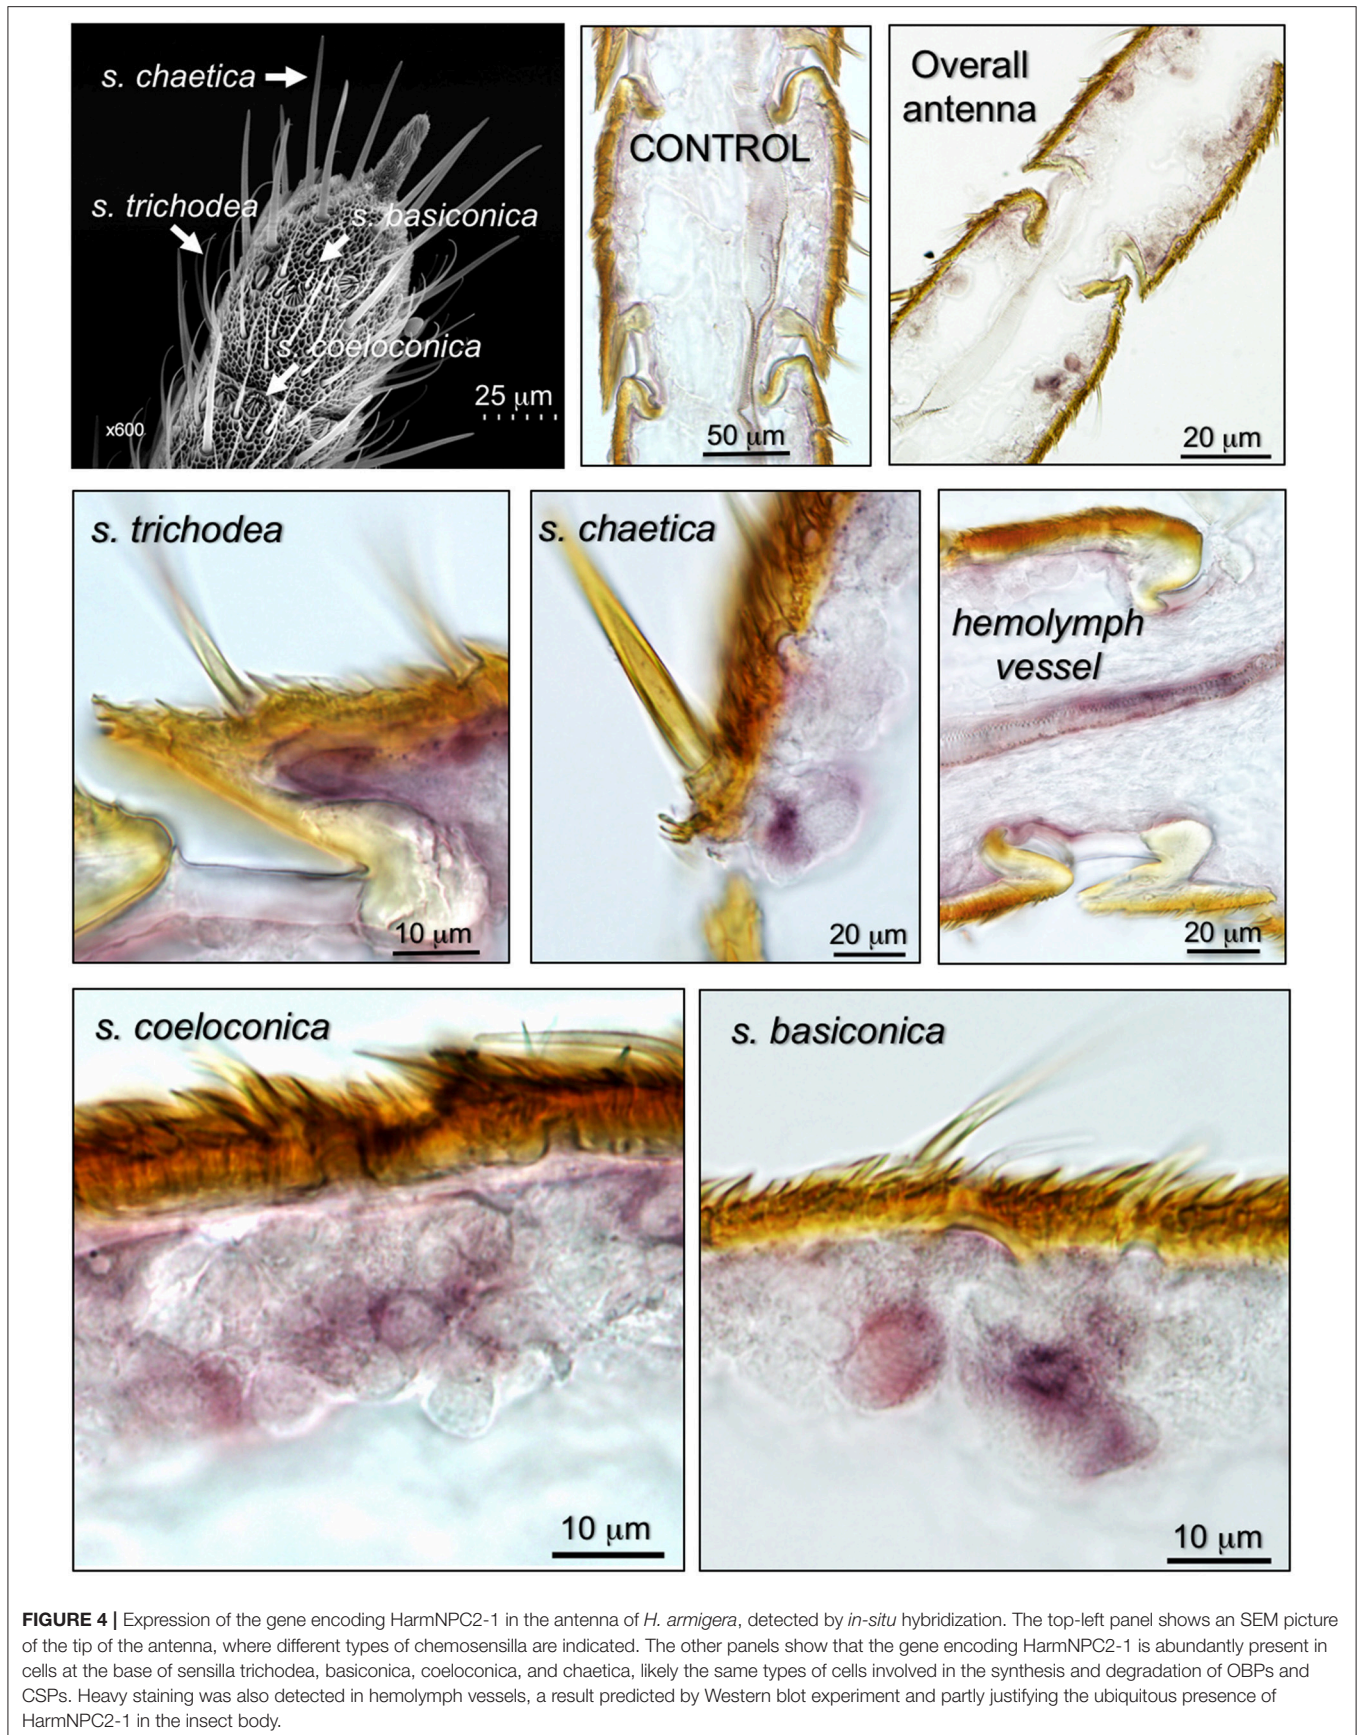 s. chaetica
s. trichodea
s. basiconica
s. coeloconica
25 μm
x600
CONTROL
50 μm
Overall
antenna
20 μm
s. trichodea
10 μm
s. chaetica
20 μm
hemolymph
vessel
20 μm
s. coeloconica
10 μm
s. basiconica
10 μm
FIGURE 4 | Expression of the gene encoding HarmNPC2-1 in the antenna of H. armigera, detected by in-situ hybridization. The top-left panel shows an SEM picture
of the tip of the antenna, where different types of chemosensilla are indicated. The other panels show that the gene encoding HarmNPC2-1 is abundantly present in
cells at the base of sensilla trichodea, basiconica, coeloconica, and chaetica, likely the same types of cells involved in the synthesis and degradation of OBPs and
CSPs. Heavy staining was also detected in hemolymph vessels, a result predicted by Western blot experiment and partly justifying the ubiquitous presence of
HarmNPC2-1 in the insect body.